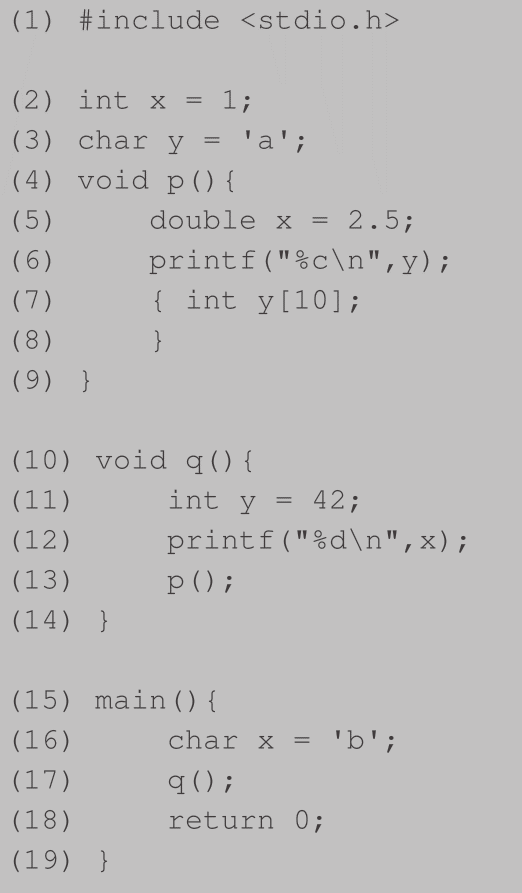 (1) #include <stdio.h>
(2) int x = 1;
(3) char y = 'a';
(4) void p(){
(5)     double x = 2.5;
(6)     printf("%c\n",y);
(7)     { int y[10];
(8)     }
(9) }
(10) void q(){
(11)     int y = 42;
(12)     printf("%d\n",x);
(13)     p();
(14) }
(15) main(){
(16)     char x = 'b';
(17)     q();
(18)     return 0;
(19) }